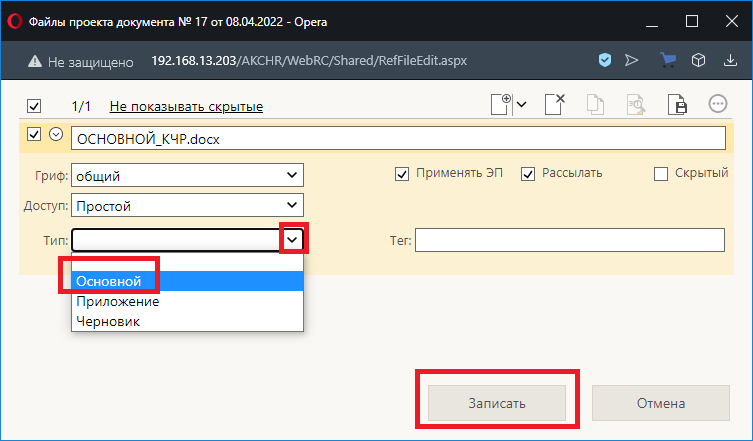 Файлы проекта документа № 17 от 08.04.2022 - Opera
Не защищено 192.168.13.203/AKCHR/WebRC/Shared/RefFileEdit.aspx
1/1 Не показывать скрытые
ОСНОВНОЙ_КЧР.docx
Гриф: общий Применять ЭП Рассылать Скрытый
Доступ: Простой
Тип: Тег:
Основной
Приложение
Черновик
Записать Отмена